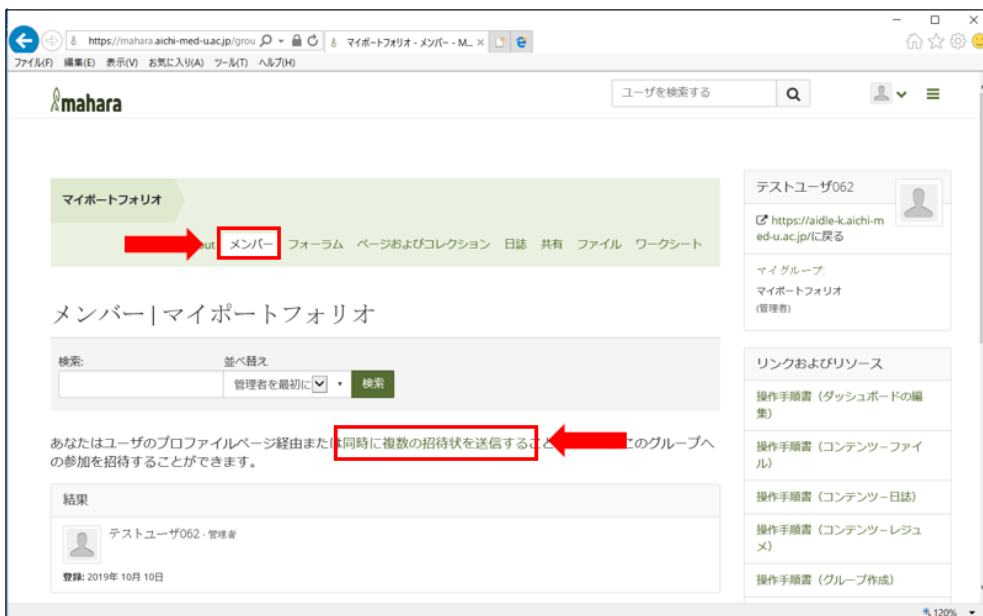 https://mahara.aichi-med-u.ac.jp/grou
マイポートフォリオ - メンバー - M...
ファイル(F) 編集(E) 表示(V) お気に入り(A) ツール(T) ヘルプ(H)
mahara
ユーザを検索する
マイポートフォリオ
out メンバー フォーラム ページおよびコレクション 日誌 共有 ファイル ワークシート
メンバー | マイポートフォリオ
検索: 並べ替え
管理者を最初に 検索
あなたはユーザのプロファイルページ経由または同時に複数の招待状を送信すること このグループへ
の参加を招待することができます。
結果
テストユーザ062 - 管理者
登録: 2019年 10月 10日
テストユーザ062
https://aidle-k.aichi-m
ed-u.ac.jp/に戻る
マイグループ:
マイポートフォリオ
(管理者)
リンクおよびリソース
操作手順書（ダッシュボードの編
集）
操作手順書（コンテンツ－ファイ
ル）
操作手順書（コンテンツ－日誌）
操作手順書（コンテンツ－レジュ
メ）
操作手順書（グループ作成）
120%